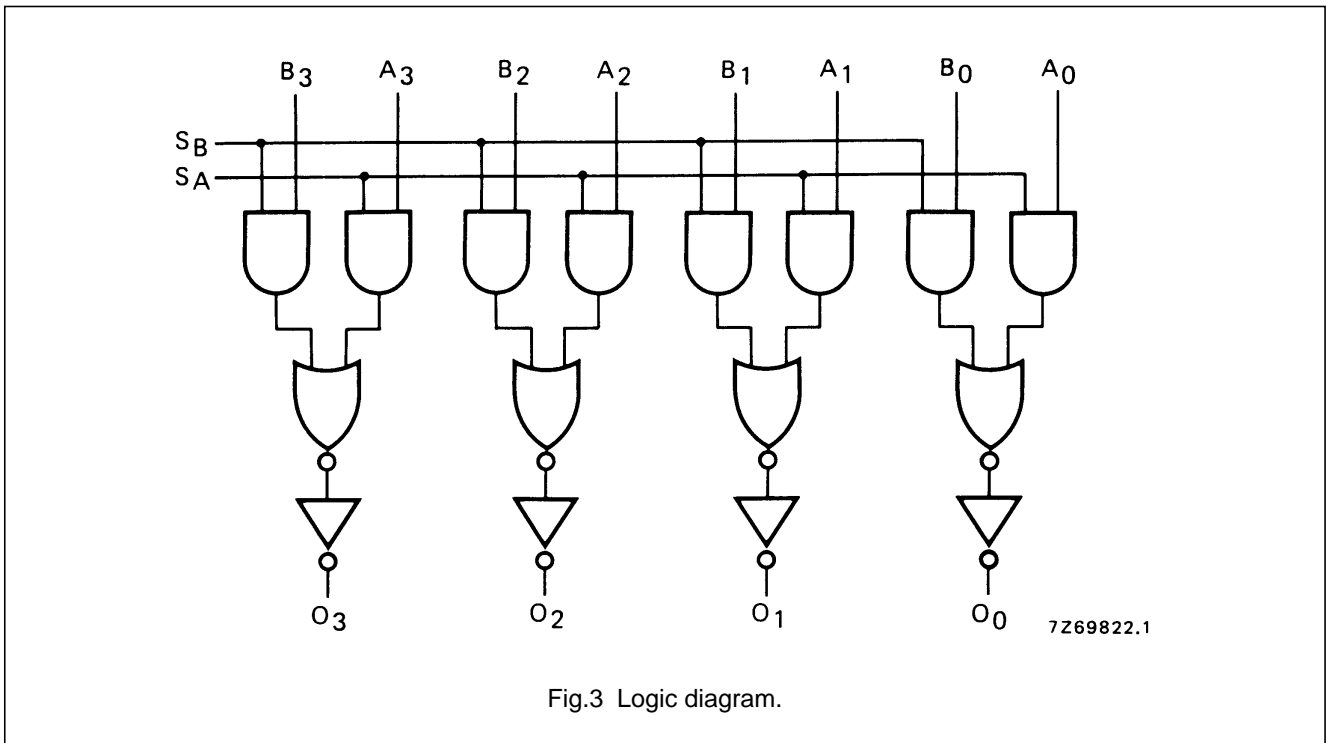 B3 A3 B2 A2 B1 A1 B0 A0
SB
SA
O3 O2 O1 O0
7Z69822.1
Fig.3 Logic diagram.